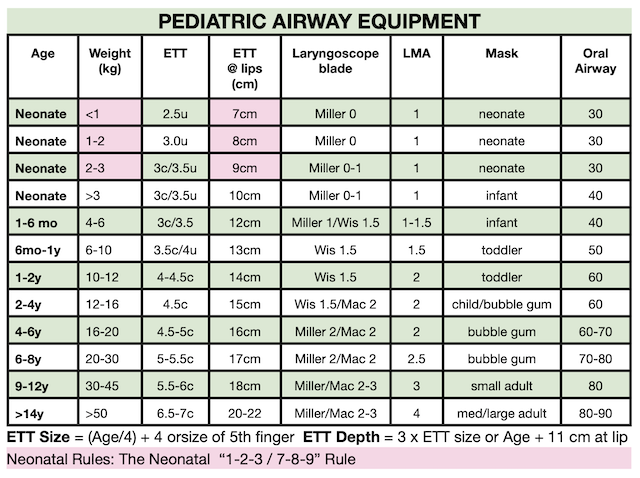 PEDIATRIC AIRWAY EQUIPMENT
Age Weight (kg) ETT ETT @ lips (cm) Laryngoscope blade LMA Mask Oral Airway
Neonate <1 2.5u 7cm Miller 0 1 neonate 30
Neonate 1-2 3.0u 8cm Miller 0 1 neonate 30
Neonate 2-3 3c/3.5u 9cm Miller 0-1 1 neonate 30
Neonate >3 3c/3.5u 10cm Miller 0-1 1 infant 40
1-6 mo 4-6 3c/3.5 12cm Miller 1/Wis 1.5 1-1.5 infant 40
6mo-1y 6-10 3.5c/4u 13cm Wis 1.5 1.5 toddler 50
1-2y 10-12 4-4.5c 14cm Wis 1.5 2 toddler 60
2-4y 12-16 4.5c 15cm Wis 1.5/Mac 2 2 child/bubble gum 60
4-6y 16-20 4.5-5c 16cm Miller 2/Mac 2 2 bubble gum 60-70
6-8y 20-30 5-5.5c 17cm Miller 2/Mac 2 2.5 bubble gum 70-80
9-12y 30-45 5.5-6c 18cm Miller/Mac 2-3 3 small adult 80
>14y >50 6.5-7c 20-22 Miller/Mac 2-3 4 med/large adult 80-90
ETT Size = (Age/4) + 4 orsize of 5th finger ETT Depth = 3 x ETT size or Age + 11 cm at lip
Neonatal Rules: The Neonatal “1-2-3 / 7-8-9” Rule